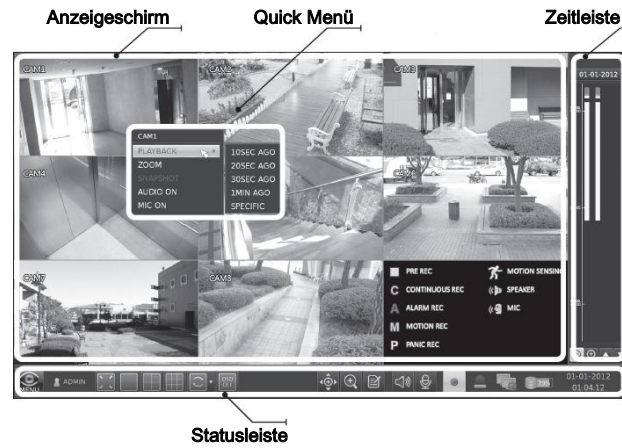 Anzeigeschirm
Quick Menü
Zeitleiste
CAM1
CAM2
CAM3
01-01-2012
CAM1
PLAYBACK
ZOOM
SNAPSHOT
AUDIO ON
MIC ON
10SEC AGO
20SEC AGO
30SEC AGO
1MIN AGO
SPECIFIC
CAM4
CAM7
CAM8
PRE REC
C CONTINUOUS REC
A ALARM REC
M MOTION REC
P PANIC REC
MOTION SENSING
SPEAKER
MIC
MENU
ADMIN
OSD OFF
01-01-2012
01:04:12
Statusleiste